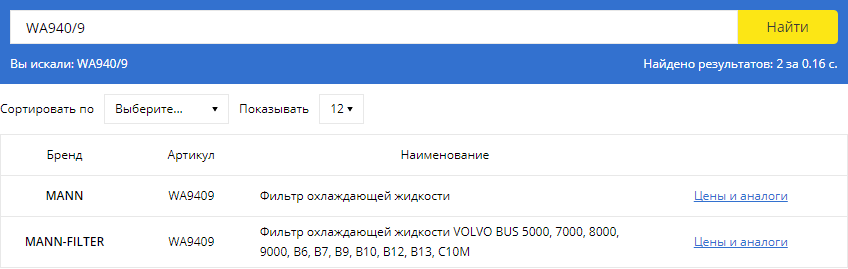 WA940/9
Найти
Вы искали: WA940/9
Найдено результатов: 2 за 0.16 с.
Сортировать по Выберите... Показывать 12
Бренд Артикул Наименование
MANN WA9409 Фильтр охлаждающей жидкости Цены и аналоги
MANN-FILTER WA9409 Фильтр охлаждающей жидкости VOLVO BUS 5000, 7000, 8000, Цены и аналоги
9000, B6, B7, B9, B10, B12, B13, C10M